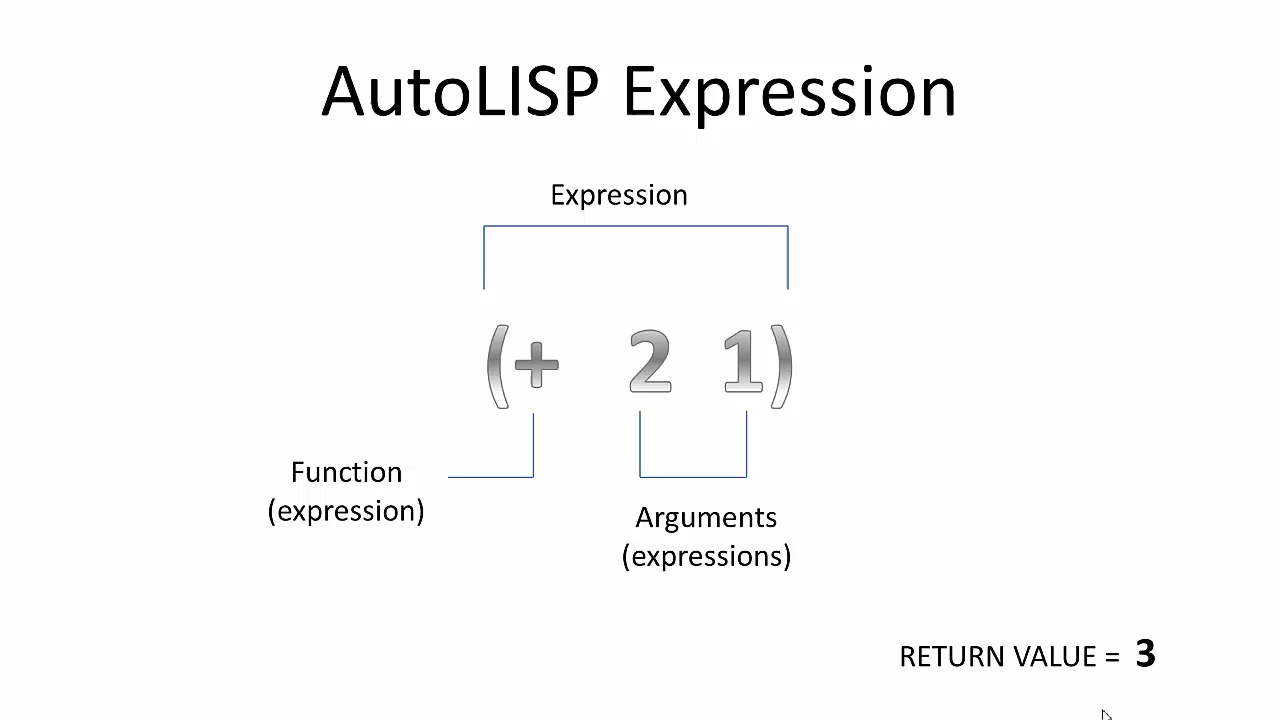 AutoLISP Expression
Expression
(+ 2 1)
Function
(expression)
Arguments
(expressions)
RETURN VALUE = 3